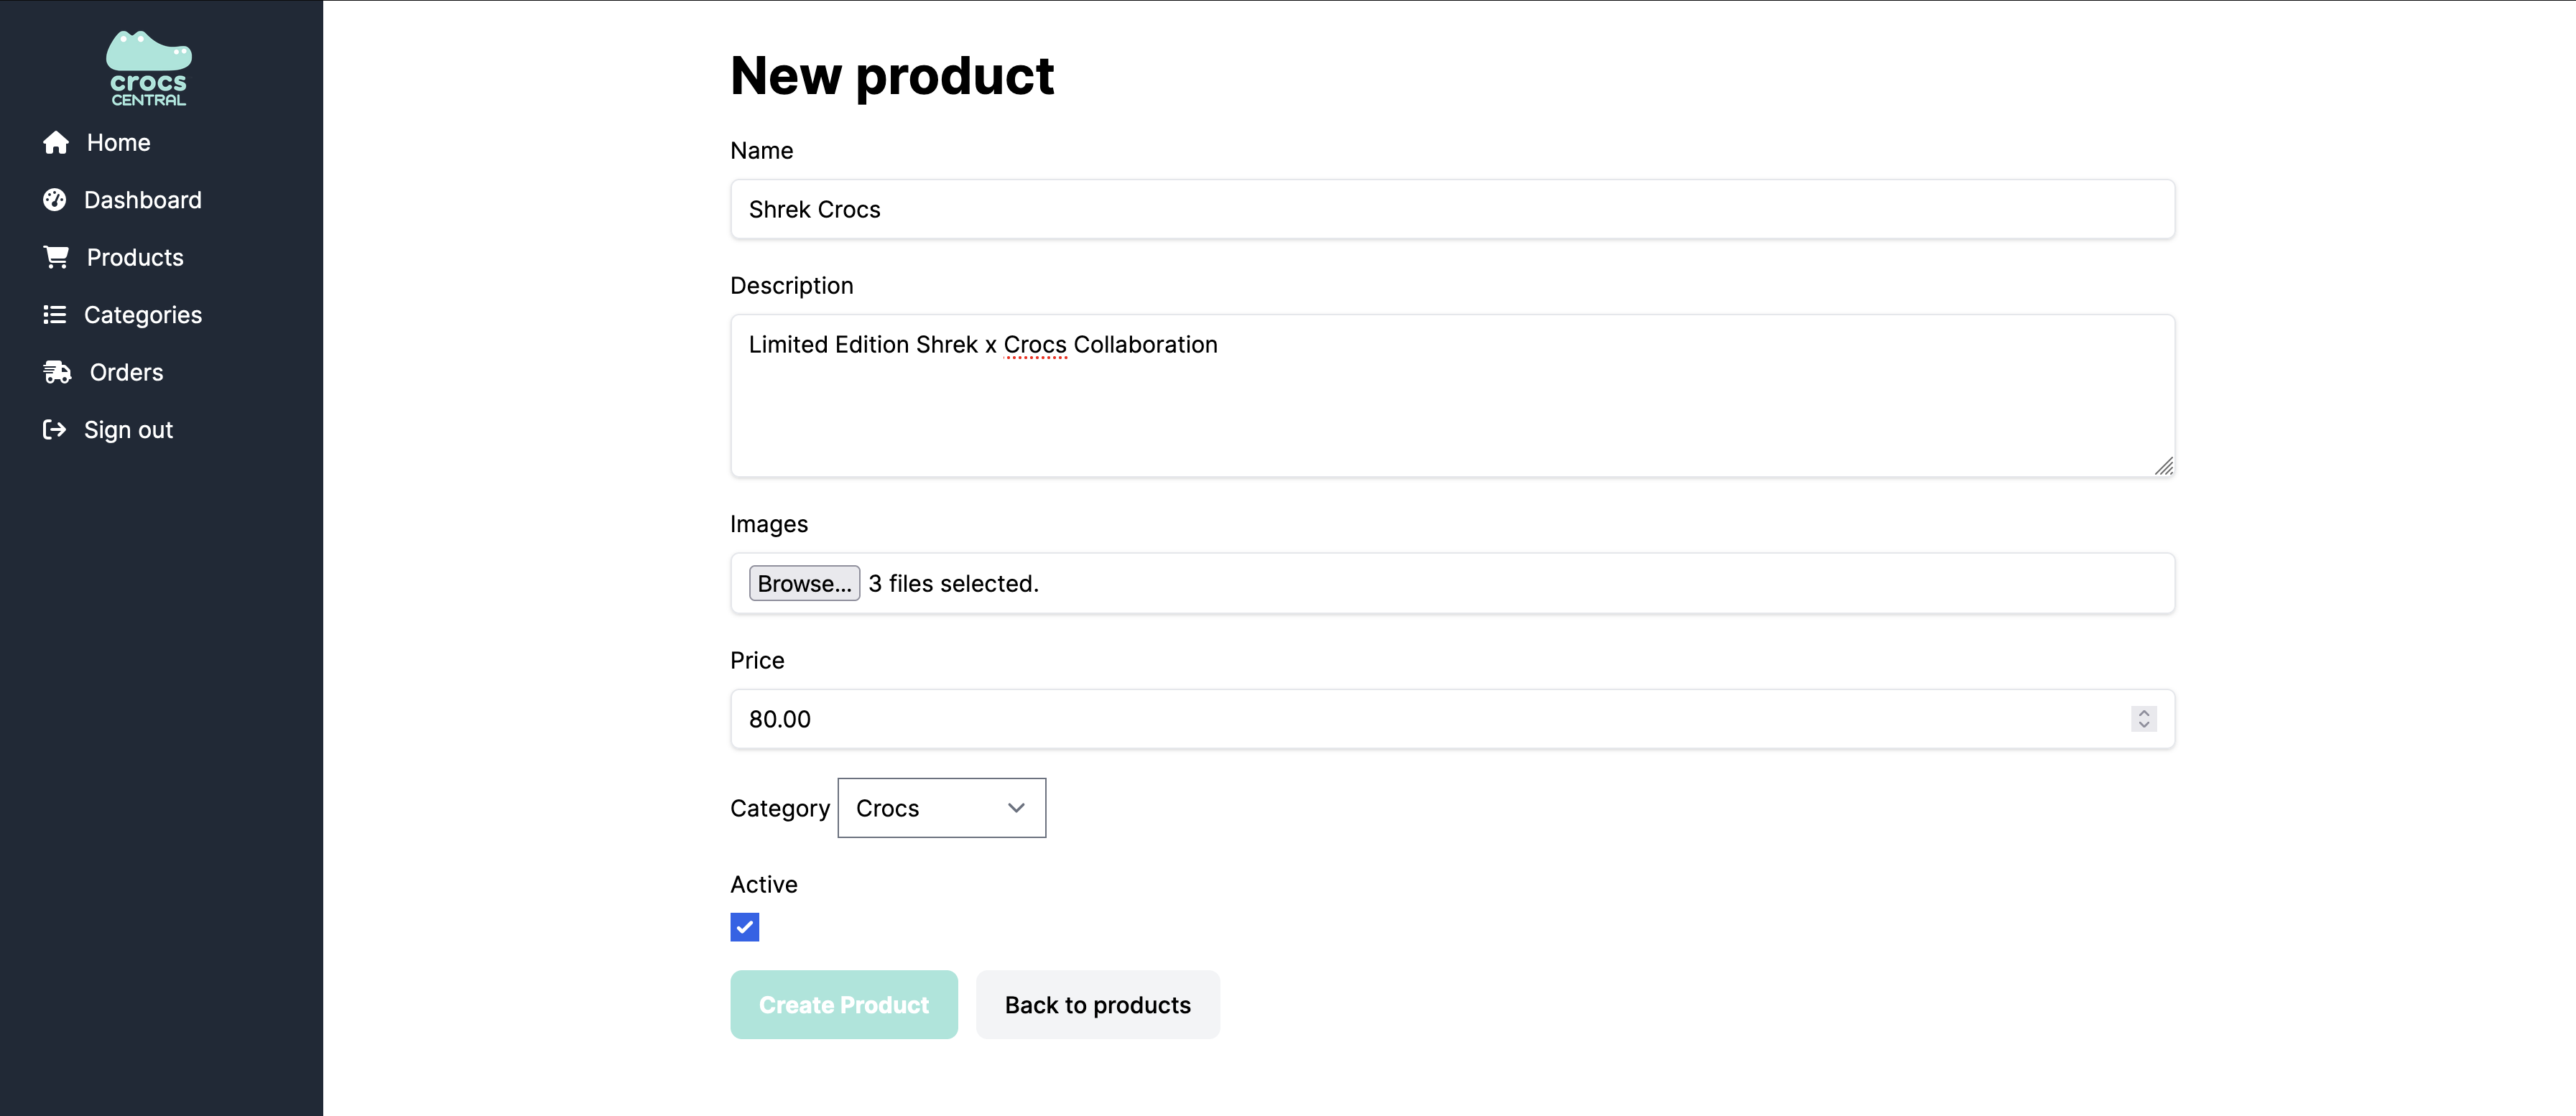 crocs
CENTRAL
Home
Dashboard
Products
Categories
Orders
Sign out
New product
Name
Shrek Crocs
Description
Limited Edition Shrek x Crocs Collaboration
Images
Browse... 3 files selected.
Price
80.00
Category Crocs
Active
Create Product Back to products